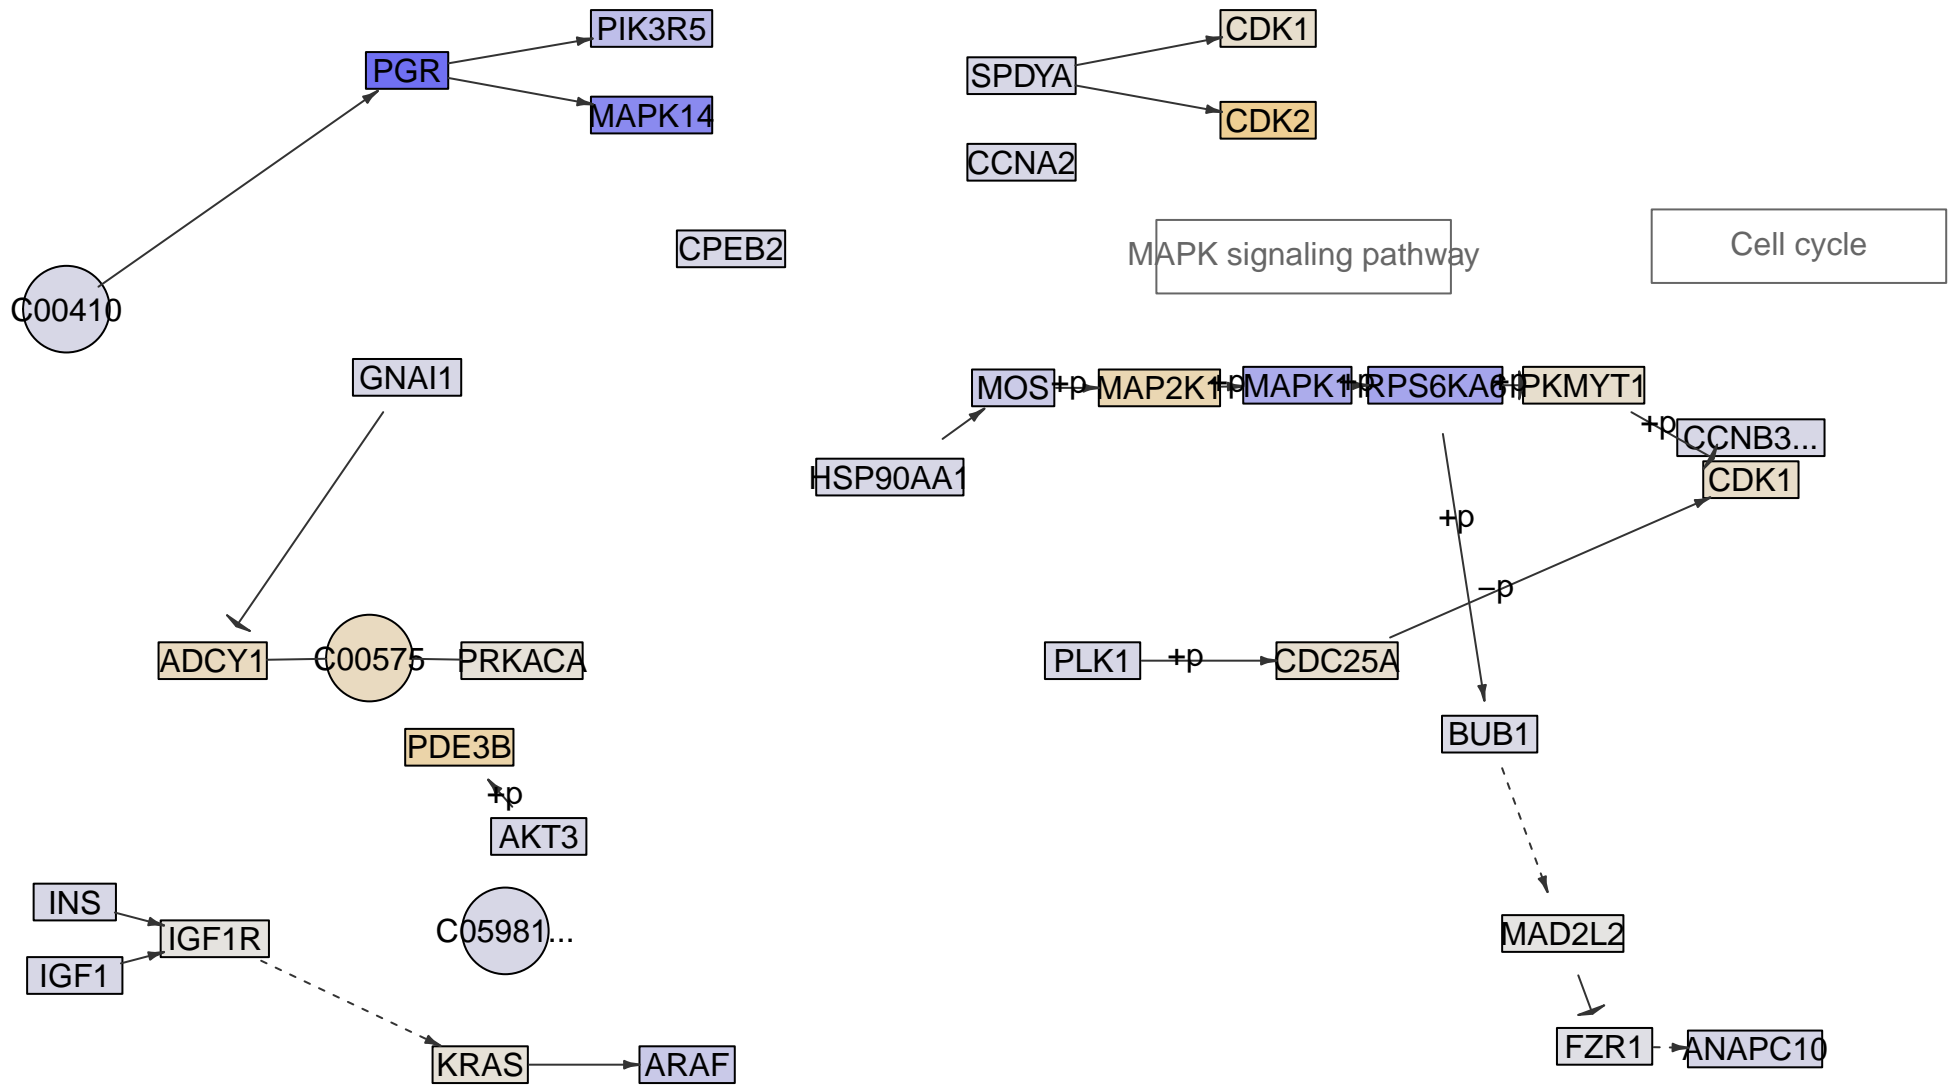 PIK3R5
CDK1
PGR
SPDYA
MAPK14
CDK2
CCNA2
CPEB2
MAPK signaling pathway
Cell cycle
C00410
GNAI1
MOS
+p
MAP2K1
+p
MAPK1
+p
RPS6KA6
+p
PKMYT1
+p
CCNB3...
HSP90AA1
CDK1
+p
−p
ADCY1
C00575
PRKACA
PLK1
+p
CDC25A
BUB1
PDE3B
+p
AKT3
INS
IGF1R
C05981...
MAD2L2
IGF1
KRAS
ARAF
FZR1
ANAPC10